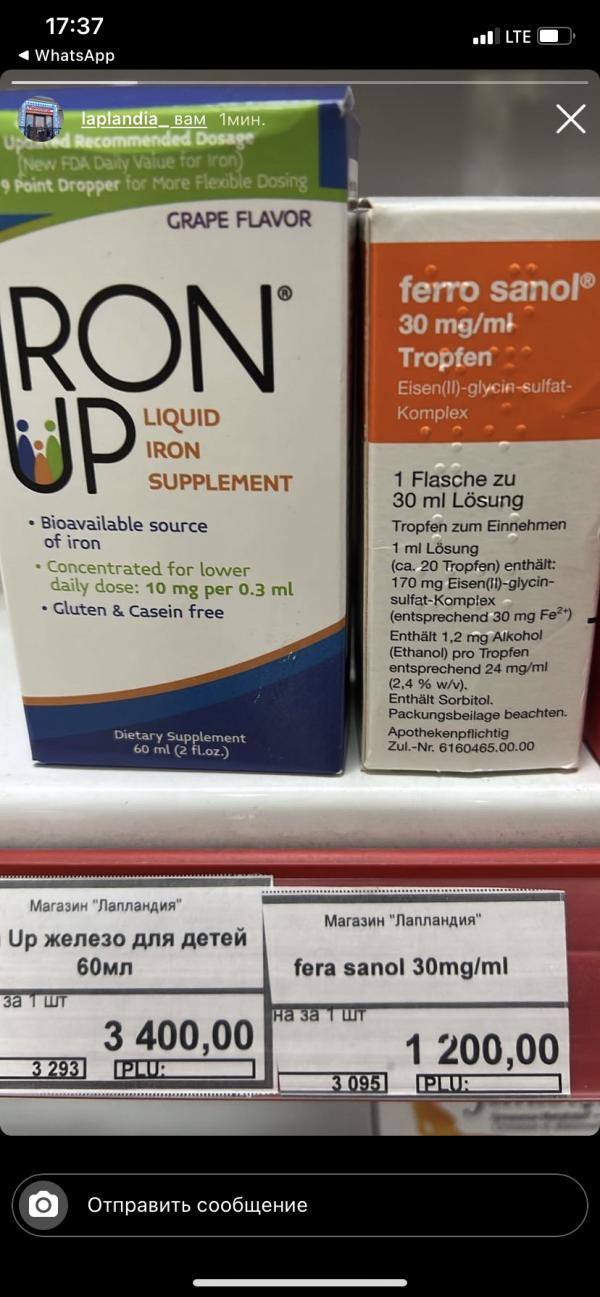 17:37
LTE
◀ WhatsApp
laplandia_ вам 1мин.
Recommended Dosage
(New FDA Daily Value for Iron)
9 Point Dropper for More Flexible Dosing
GRAPE FLAVOR
IRON®
UP
LIQUID
IRON
SUPPLEMENT
• Bioavailable source
of iron
• Concentrated for lower
daily dose: 10 mg per 0.3 ml
• Gluten & Casein free
Dietary Supplement
60 ml (2 fl.oz.)
ferro sanol®
30 mg/ml
Tropfen
Eisen(II)-glycin-sulfat-
Komplex
1 Flasche zu
30 ml Lösung
Tropfen zum Einnehmen
1 ml Lösung
(ca. 20 Tropfen) enthält:
170 mg Eisen(II)-glycin-
sulfat-Komplex
(entsprechend 30 mg Fe²⁺)
Enthält 1,2 mg Alkohol
(Ethanol) pro Tropfen
entsprechend 24 mg/ml
(2,4 % w/v).
Enthält Sorbitol.
Packungsbeilage beachten.
Apothekenpflichtig
Zul.-Nr. 6160465.00.00
Магазин "Лапландия"
Up железо для детей
60мл
за 1 шт
3 400,00
3 293 PLU:
Магазин "Лапландия"
fera sanol 30mg/ml
на за 1 шт
1 200,00
3 095 PLU:
Отправить сообщение